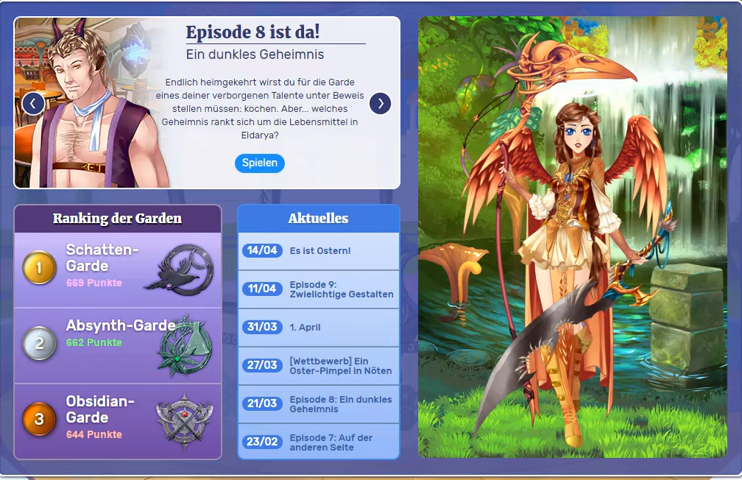 Episode 8 ist da!
Ein dunkles Geheimnis
Endlich heimgekehrt wirst du für die Garde
eines deiner verborgenen Talente unter Beweis
stellen müssen: kochen. Aber... welches
Geheimnis rankt sich um die Lebensmittel in
Eldarya?
Spielen
Ranking der Garden
1
Schatten-
Garde
669 Punkte
2
Absynth-Garde
662 Punkte
3
Obsidian-
Garde
644 Punkte
Aktuelles
14/04 Es ist Ostern!
11/04 Episode 9:
Zwielichtige Gestalten
31/03 1. April
27/03 [Wettbewerb] Ein
Oster-Pimpel in Nöten
21/03 Episode 8: Ein dunkles
Geheimnis
23/02 Episode 7: Auf der
anderen Seite